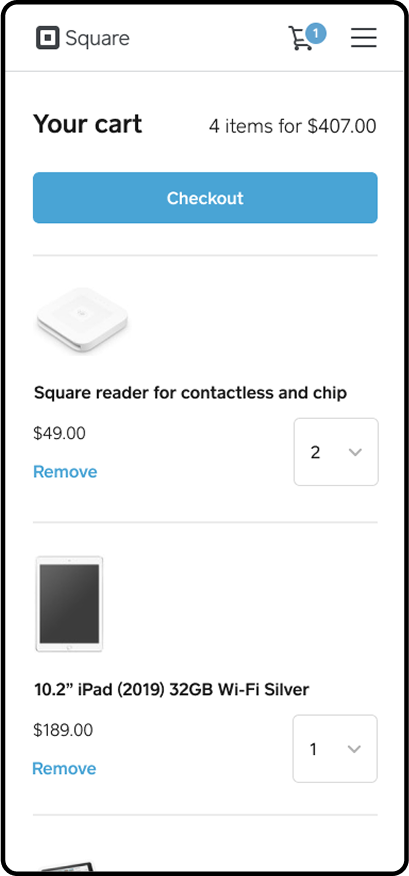 Square
1
Your cart
4 items for $407.00
Checkout
Square reader for contactless and chip
$49.00
2
Remove
10.2” iPad (2019) 32GB Wi-Fi Silver
$189.00
1
Remove